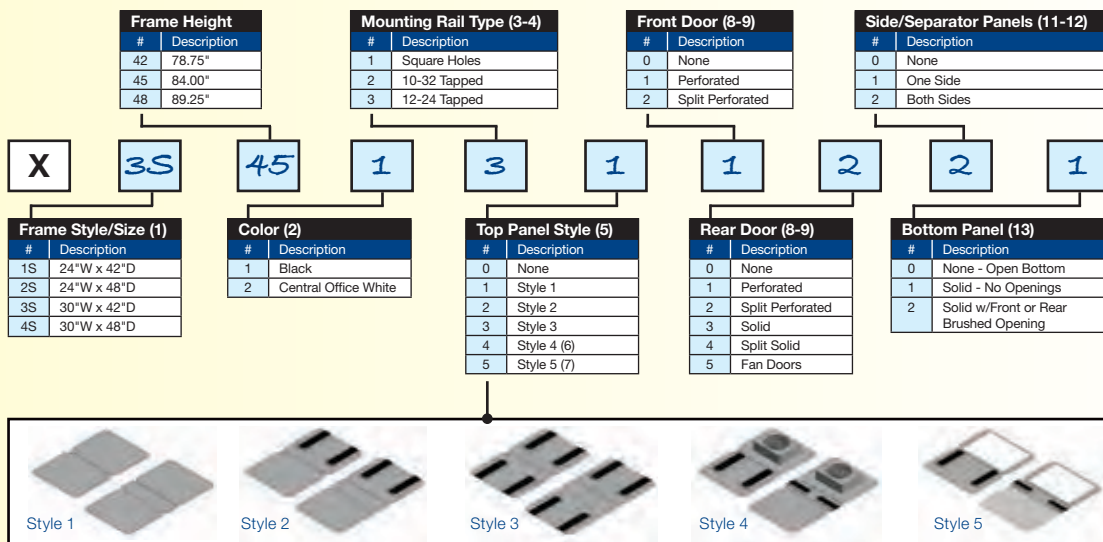 Frame Height
# Description
42 78.75"
45 84.00"
48 89.25"
Mounting Rail Type (3-4)
# Description
1 Square Holes
2 10-32 Tapped
3 12-24 Tapped
Front Door (8-9)
# Description
0 None
1 Perforated
2 Split Perforated
Side/Separator Panels (11-12)
# Description
0 None
1 One Side
2 Both Sides
X 3S 45 1 3 1 1 2 2 1
Frame Style/Size (1)
# Description
1S 24"W x 42"D
2S 24"W x 48"D
3S 30"W x 42"D
4S 30"W x 48"D
Color (2)
# Description
1 Black
2 Central Office White
Top Panel Style (5)
# Description
0 None
1 Style 1
2 Style 2
3 Style 3
4 Style 4 (6)
5 Style 5 (7)
Rear Door (8-9)
# Description
0 None
1 Perforated
2 Split Perforated
3 Solid
4 Split Solid
5 Fan Doors
Bottom Panel (13)
# Description
0 None - Open Bottom
1 Solid - No Openings
2 Solid w/Front or Rear
Brushed Opening
Style 1 Style 2 Style 3 Style 4 Style 5